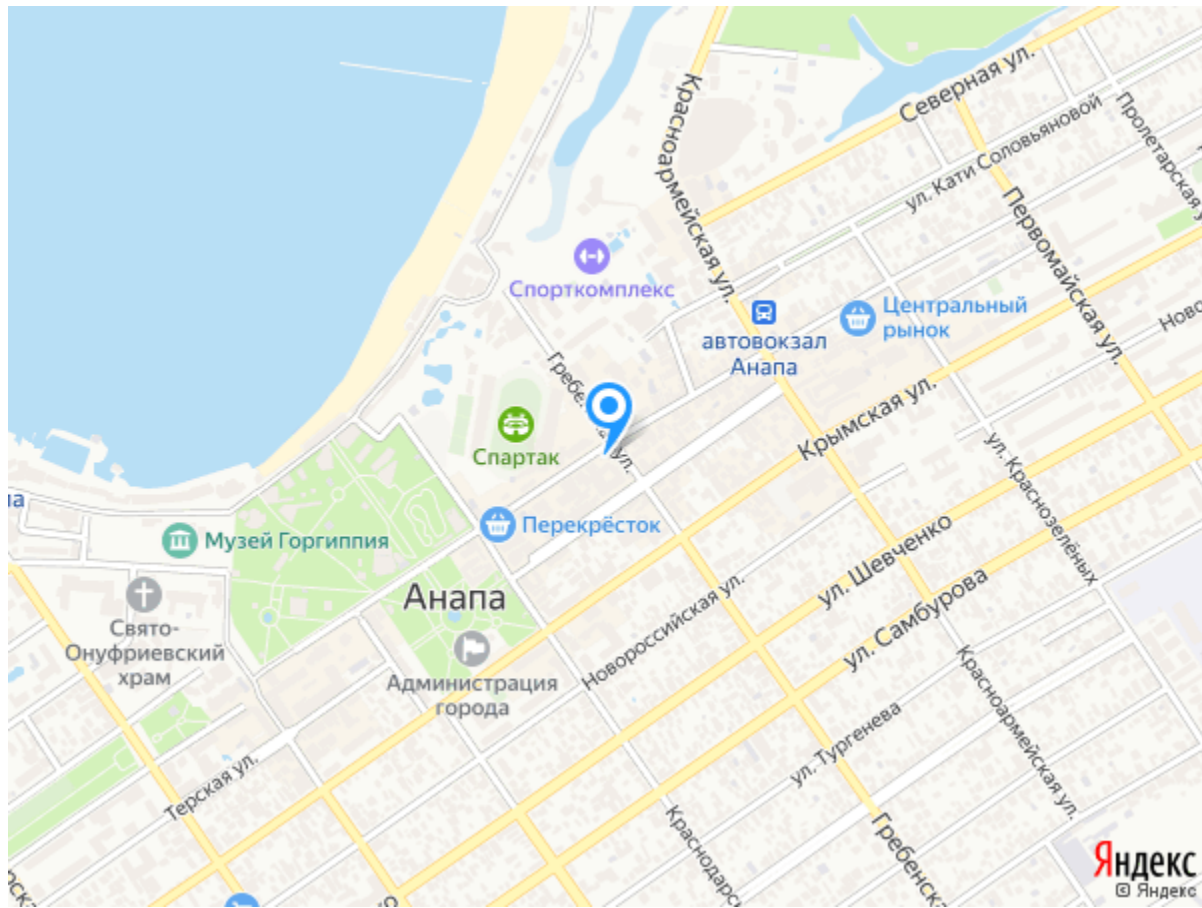 Северная ул.
Красноармейская ул.
ул. Кати Соловьяновой
Пролетарская у
Первомайская ул.
Спорткомплекс
Центральный
рынок
Ново
автовокзал
Анапа
Крымская ул.
Спартак
ул. Краснозелёных
па
Перекрёсток
Музей Горгиппия
ул. Шевченко
Анапа
ул. Самбурова
Свято-
Онуфриевский
храм
Новороссийская ул.
Администрация
города
Красноармейская ул.
ул. Тургенева
Терская ул.
Краснодарс
Гребенска
Яндекс
© Яндекс